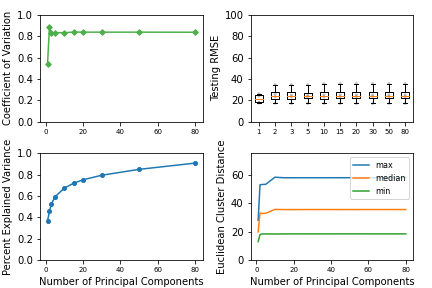 Coefficient of Variation
1.0
0.8
0.6
0.4
0.2
0.0
0 20 40 60 80
Testing RMSE
100
80
60
40
20
0
1 2 3 5 10 15 20 30 50 80
Percent Explained Variance
1.0
0.8
0.6
0.4
0.2
0.0
0 20 40 60 80
Number of Principal Components
Euclidean Cluster Distance
60
40
20
0
0 20 40 60 80
max
median
min
Number of Principal Components